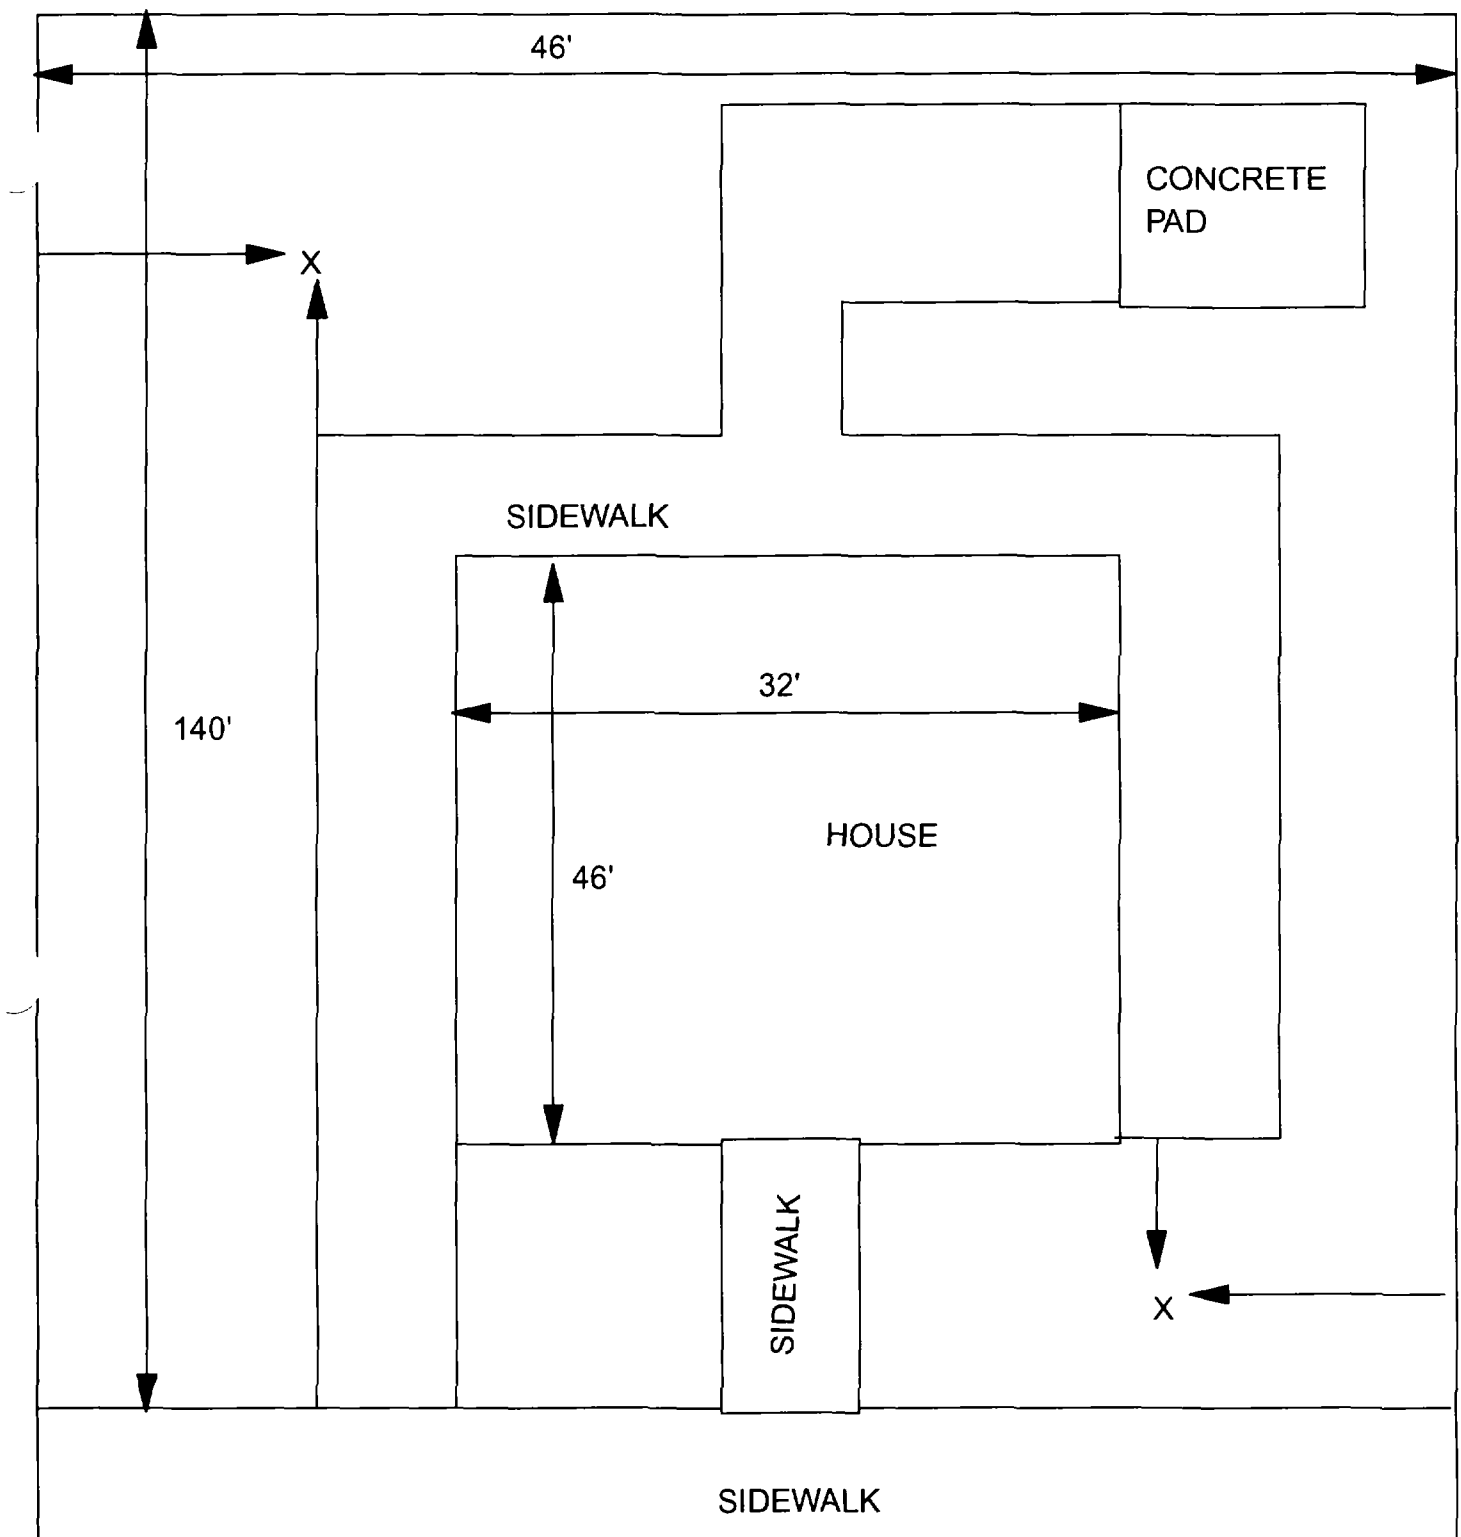 46'
CONCRETE
PAD
X
SIDEWALK
32'
140'
HOUSE
46'
SIDEWALK
X
SIDEWALK